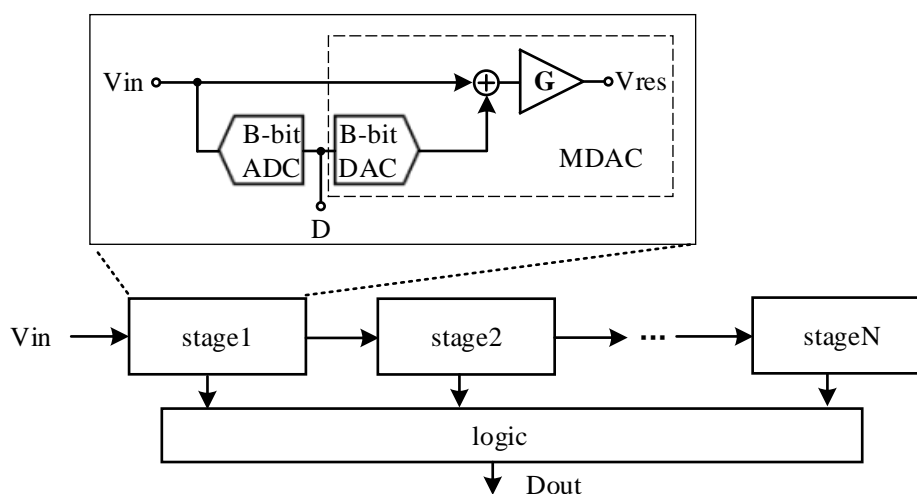 Vin
G
Vres
B-bit
ADC
B-bit
DAC
MDAC
D
Vin
stage1
stage2
...
stageN
logic
Dout